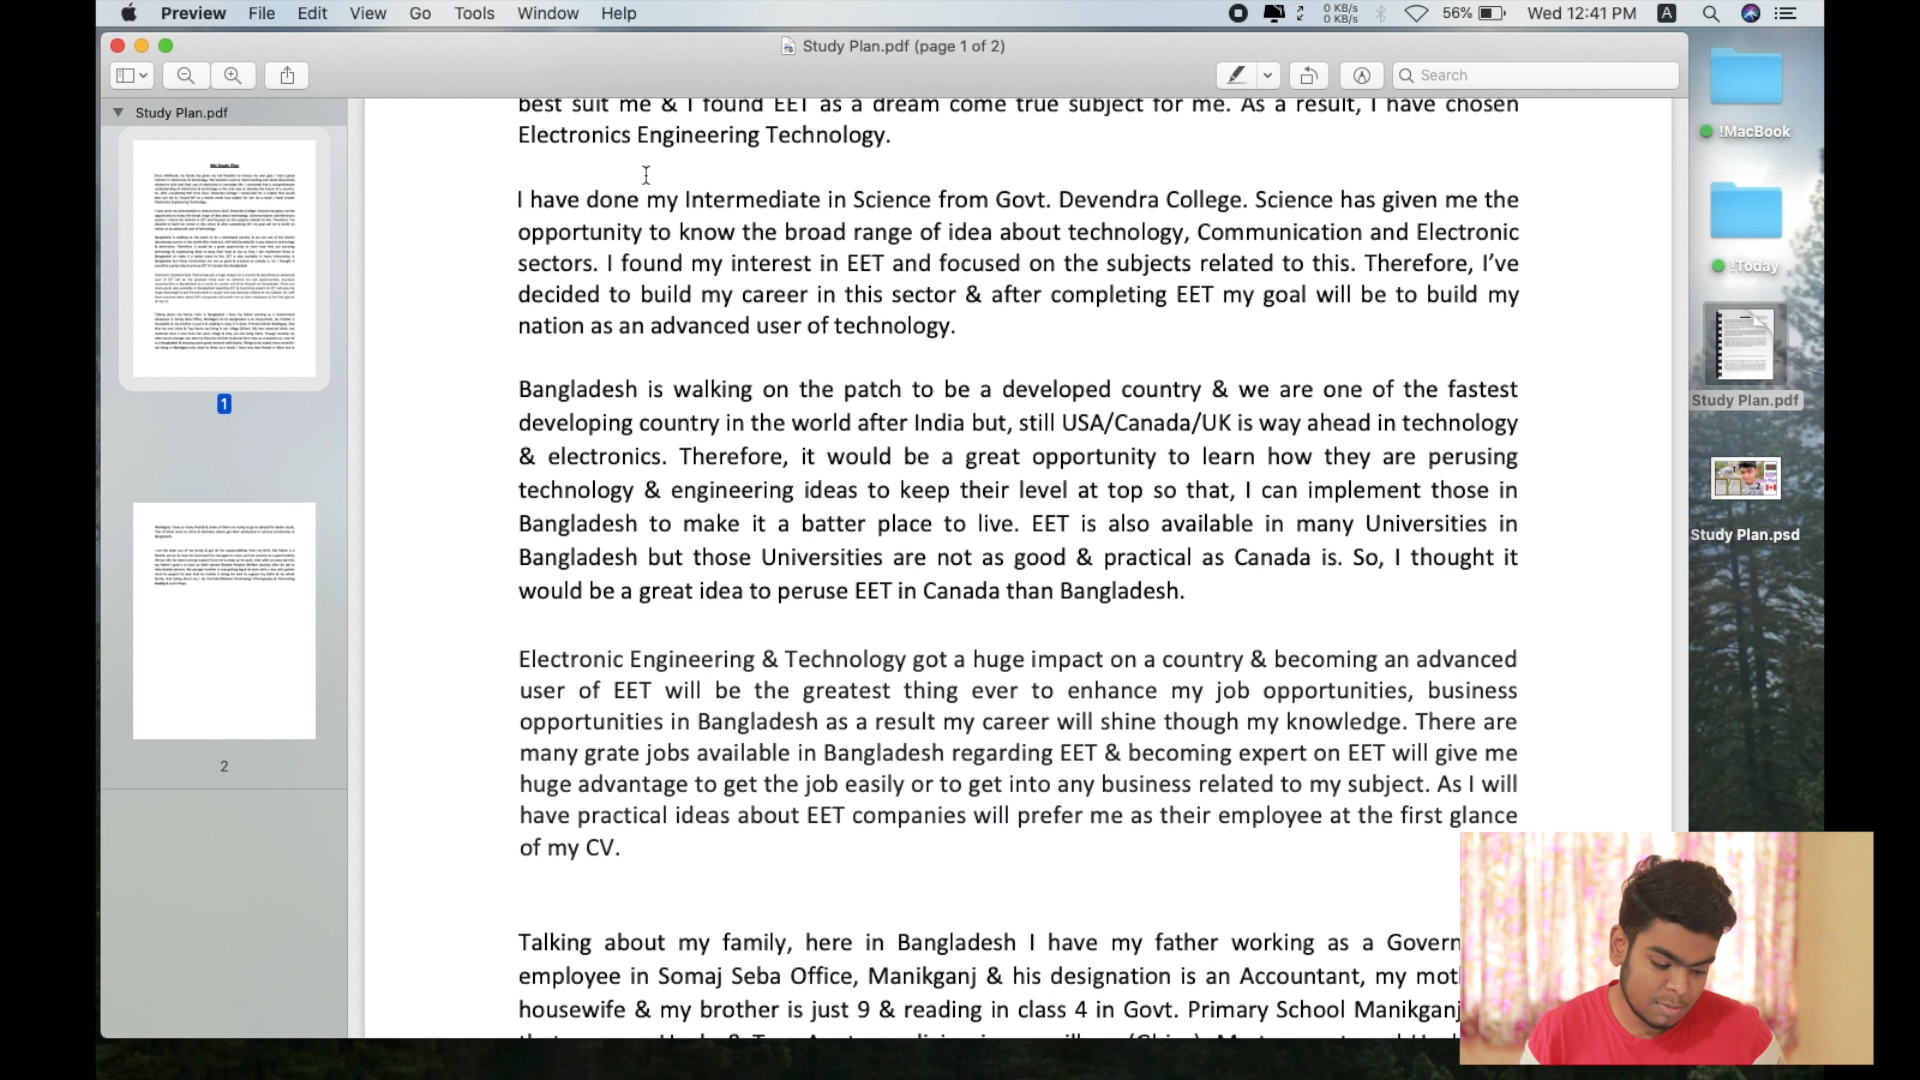 Preview File Edit View Go Tools Window Help
0 KB/s
0 KB/s
56% Wed 12:41 PM A
Study Plan.pdf (page 1 of 2)
Search
Study Plan.pdf
1
2
best suit me & I found EET as a dream come true subject for me. As a result, I have chosen
Electronics Engineering Technology.
I have done my Intermediate in Science from Govt. Devendra College. Science has given me the
opportunity to know the broad range of idea about technology, Communication and Electronic
sectors. I found my interest in EET and focused on the subjects related to this. Therefore, I’ve
decided to build my career in this sector & after completing EET my goal will be to build my
nation as an advanced user of technology.
Bangladesh is walking on the patch to be a developed country & we are one of the fastest
developing country in the world after India but, still USA/Canada/UK is way ahead in technology
& electronics. Therefore, it would be a great opportunity to learn how they are perusing
technology & engineering ideas to keep their level at top so that, I can implement those in
Bangladesh to make it a batter place to live. EET is also available in many Universities in
Bangladesh but those Universities are not as good & practical as Canada is. So, I thought it
would be a great idea to peruse EET in Canada than Bangladesh.
Electronic Engineering & Technology got a huge impact on a country & becoming an advanced
user of EET will be the greatest thing ever to enhance my job opportunities, business
opportunities in Bangladesh as a result my career will shine though my knowledge. There are
many grate jobs available in Bangladesh regarding EET & becoming expert on EET will give me
huge advantage to get the job easily or to get into any business related to my subject. As I will
have practical ideas about EET companies will prefer me as their employee at the first glance
of my CV.
Talking about my family, here in Bangladesh I have my father working as a Govern
employee in Somaj Seba Office, Manikganj & his designation is an Accountant, my mot
housewife & my brother is just 9 & reading in class 4 in Govt. Primary School Manikganj
!MacBook
!Today
Study Plan.pdf
Study Plan.psd